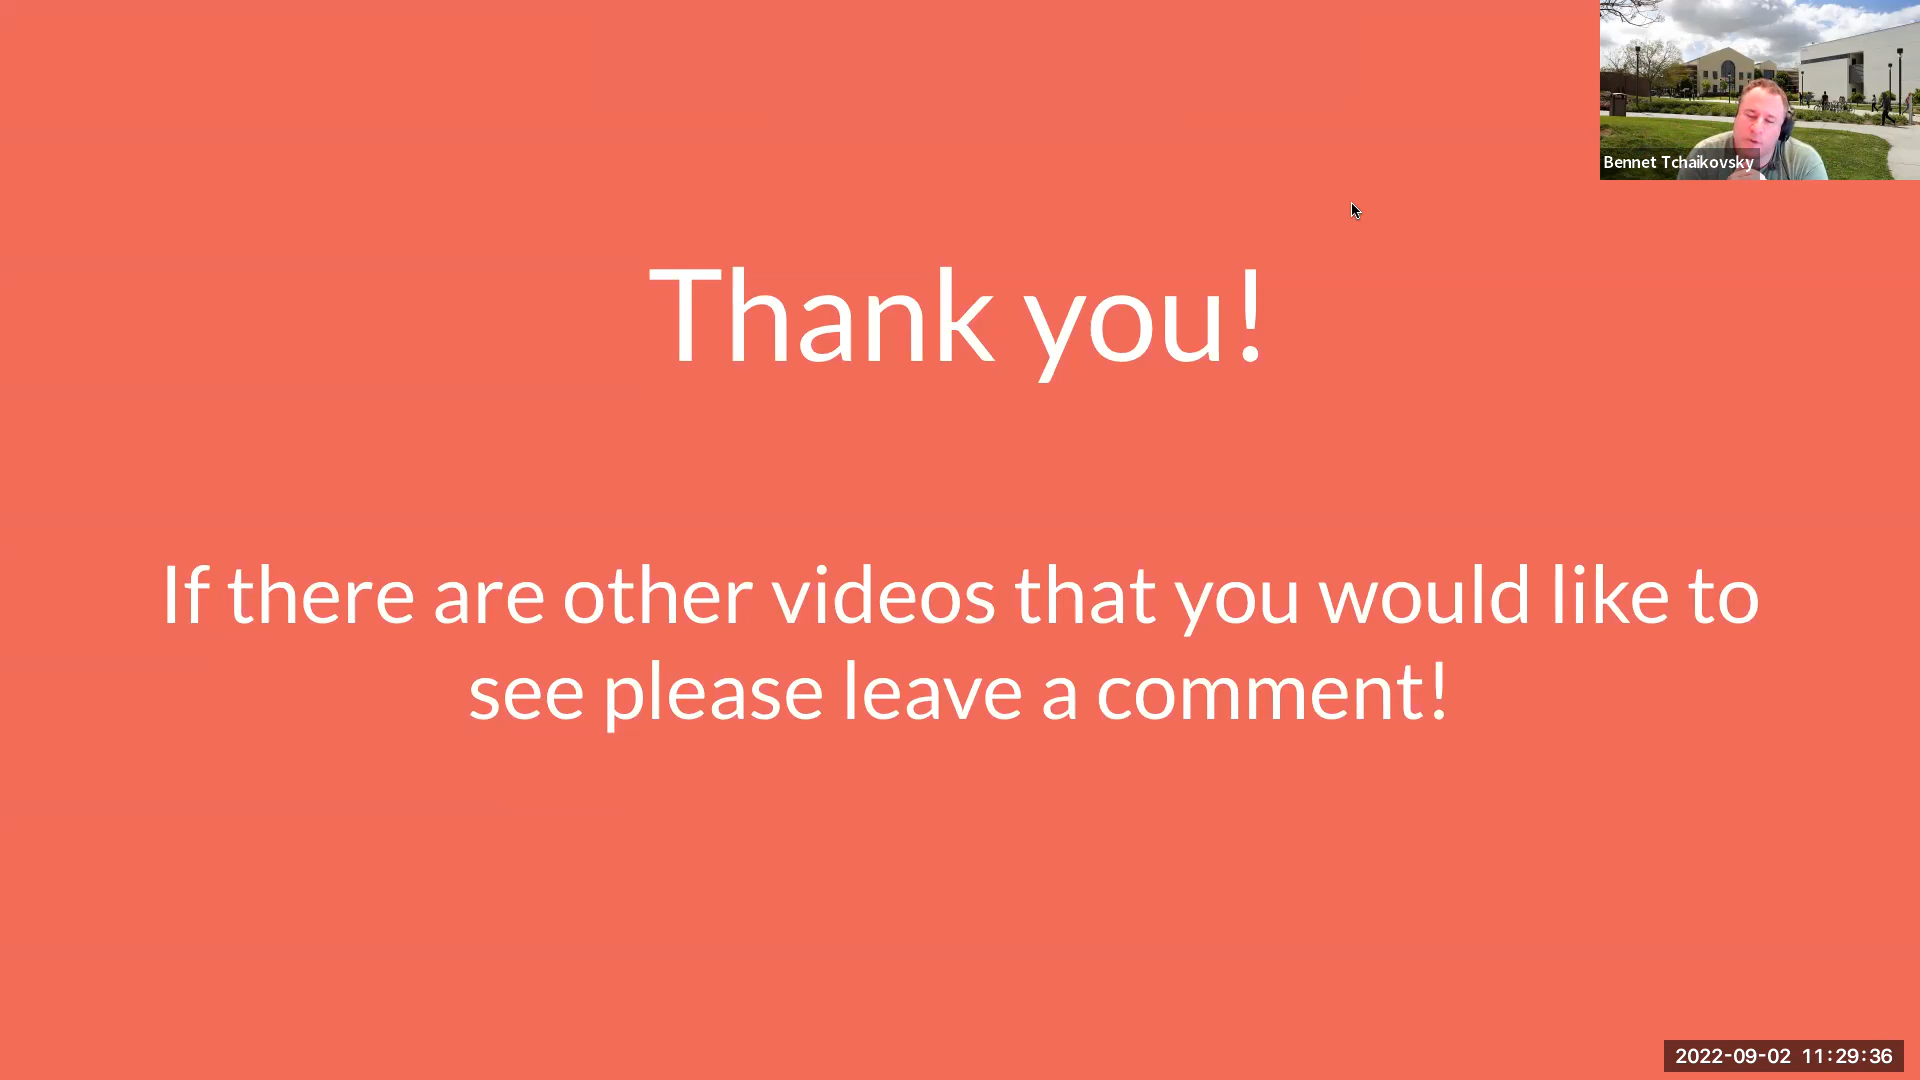 Bennet Tchaikovsky
Thank you!
If there are other videos that you would like to
see please leave a comment!
2022-09-02 11:29:36